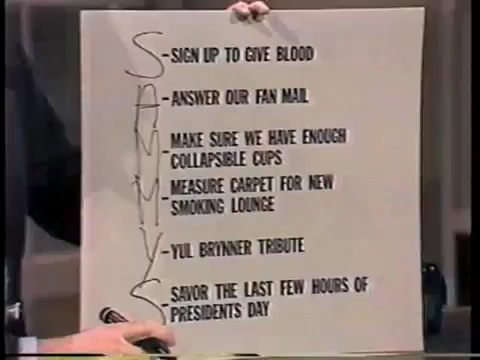 S-SIGN UP TO GIVE BLOOD
A-ANSWER OUR FAN MAIL
M-MAKE SURE WE HAVE ENOUGH
COLLAPSIBLE CUPS
M-MEASURE CARPET FOR NEW
SMOKING LOUNGE
Y-YUL BRYNNER TRIBUTE
S-SAVOR THE LAST FEW HOURS OF
PRESIDENTS DAY